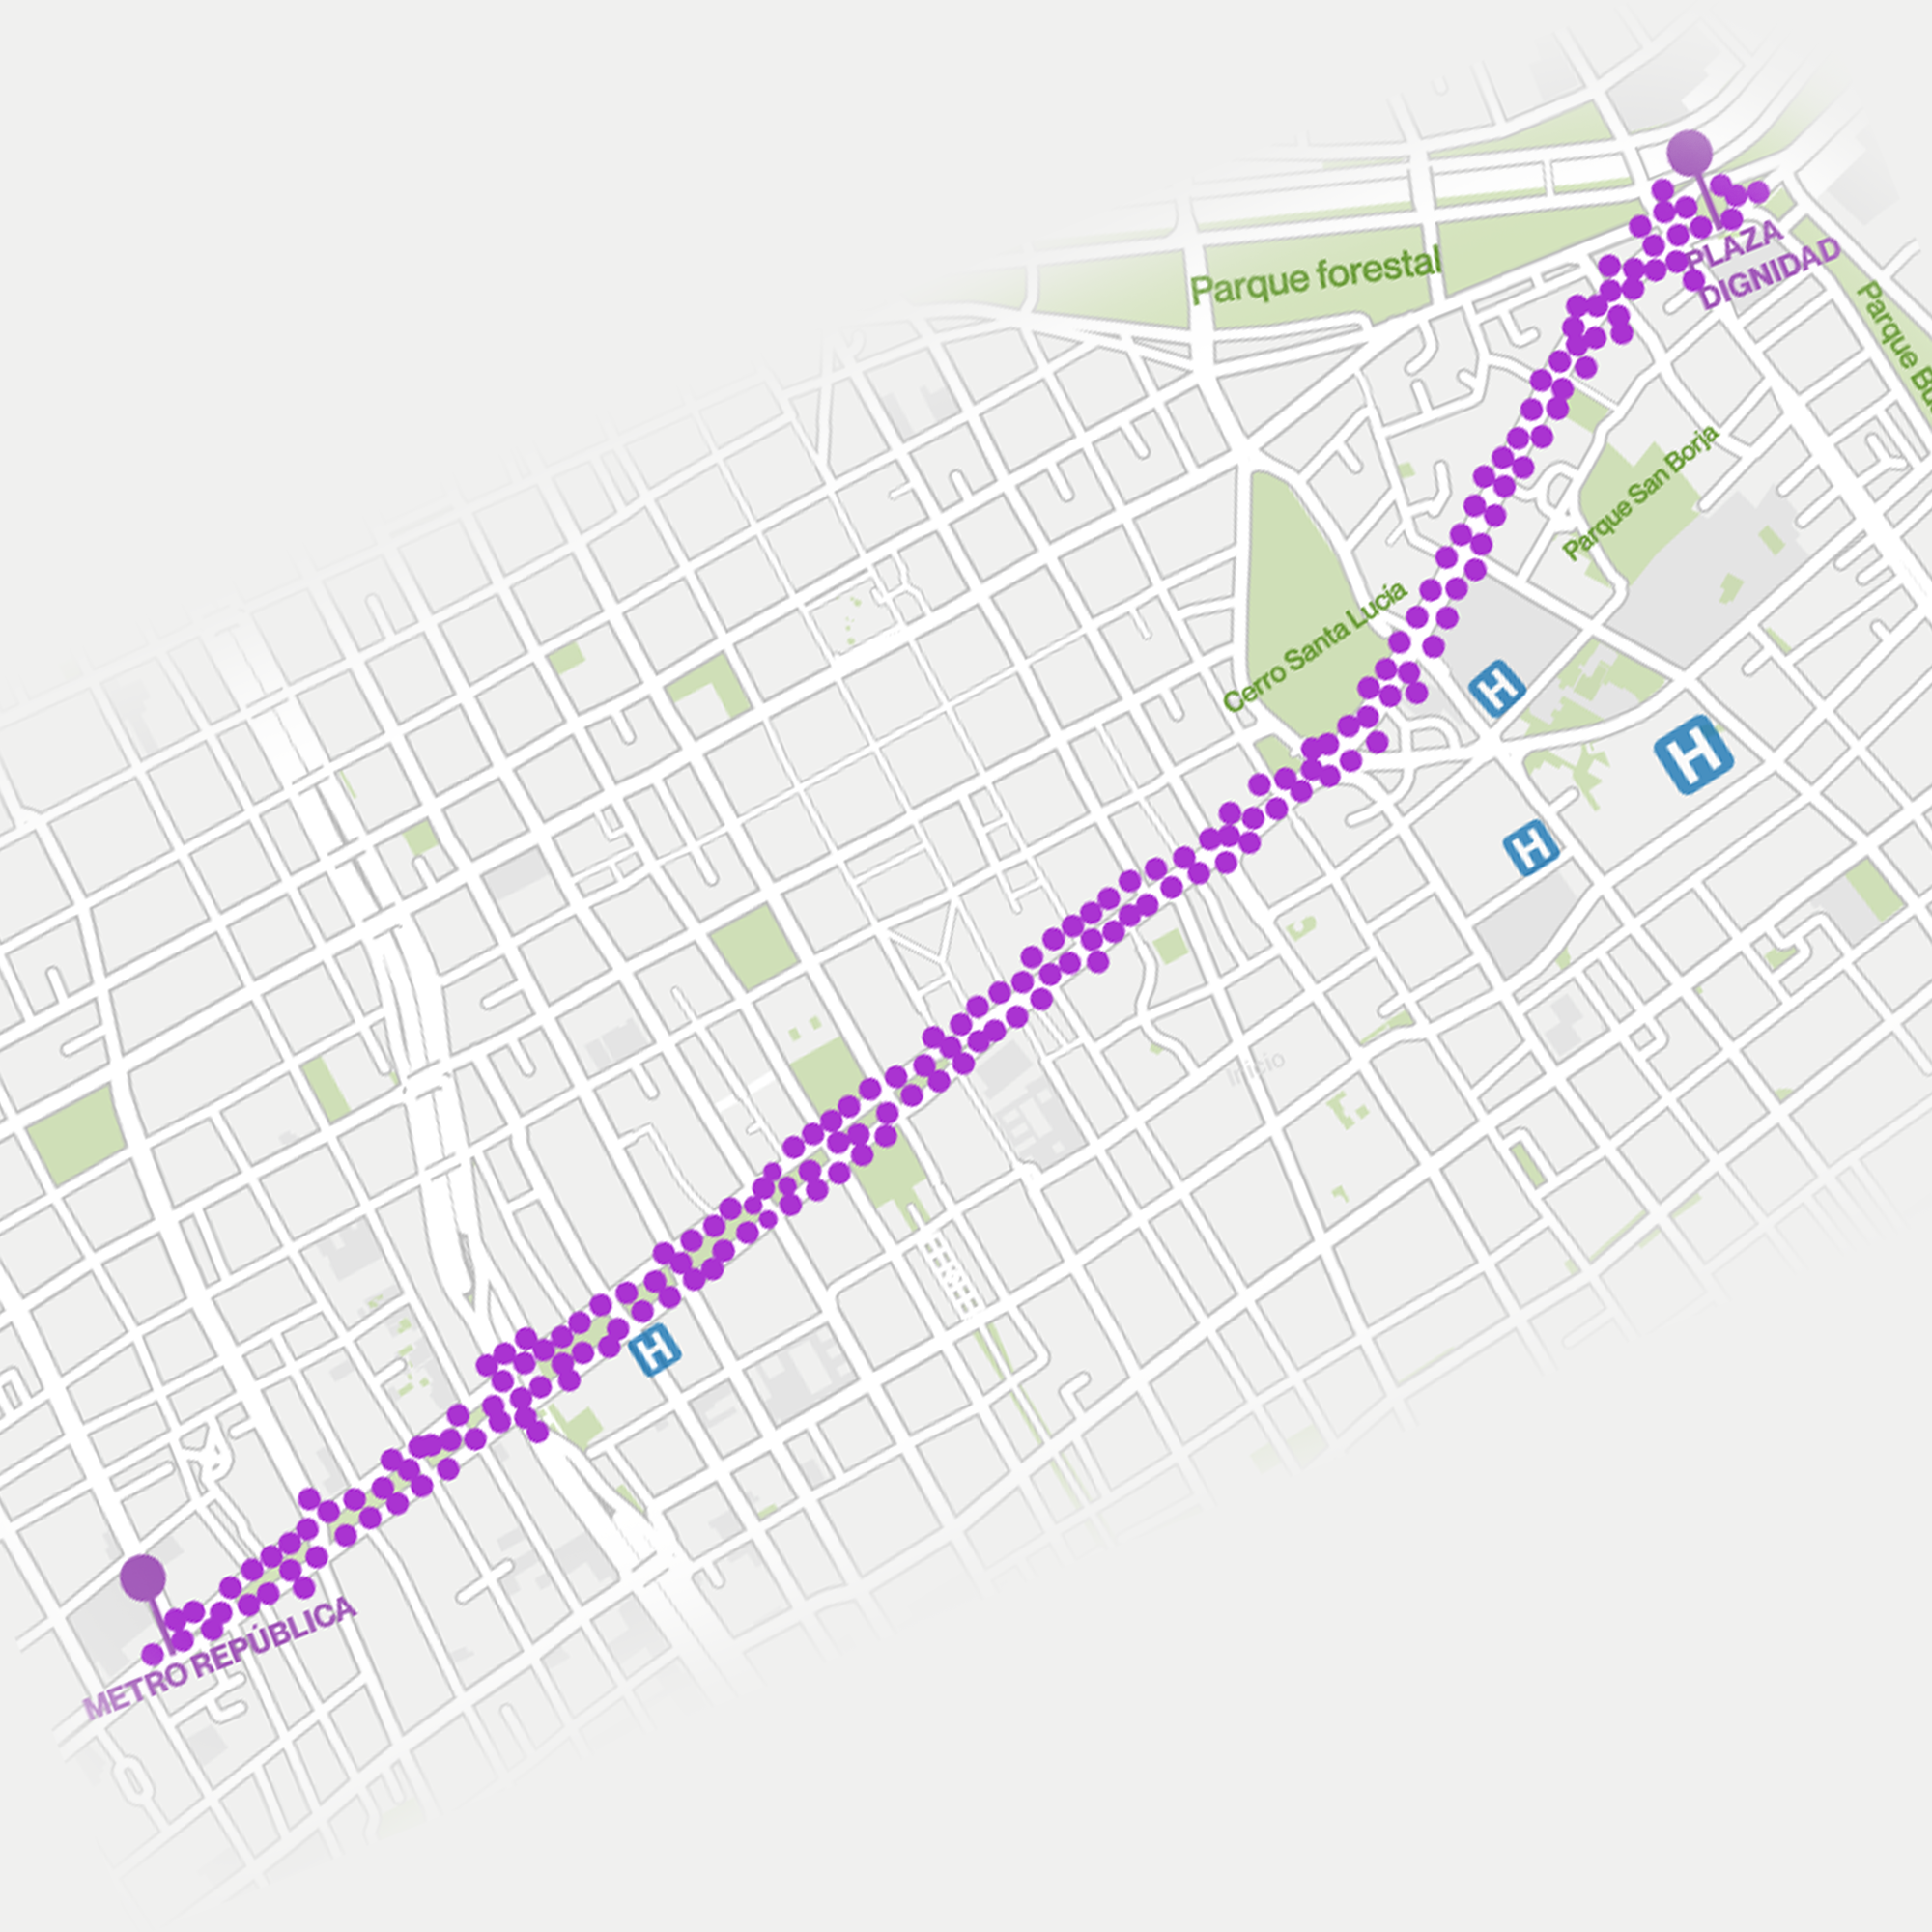 PLAZA
DIGNIDAD
Parque forestal
Parque Bu
Parque San Borja
Cerro Santa Lucía
H
H
H
Inicio
H
METRO REPÚBLICA